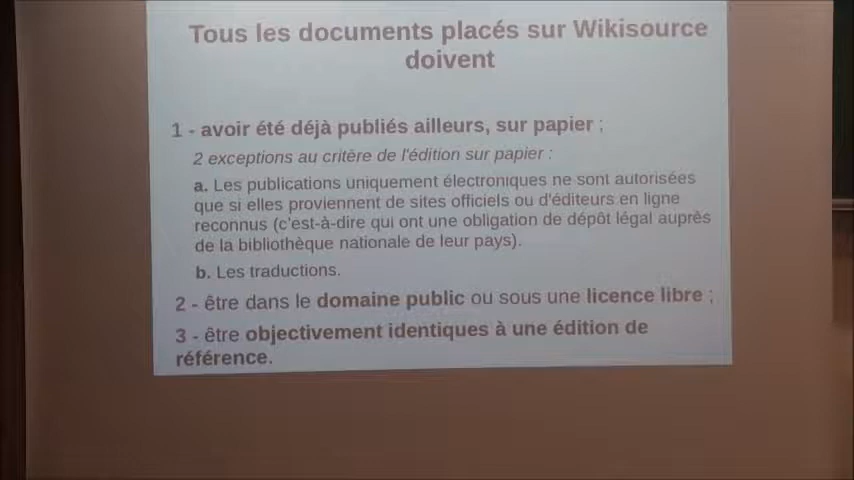 Tous les documents placés sur Wikisource
doivent
1 - avoir été déjà publiés ailleurs, sur papier ;
2 exceptions au critère de l'édition sur papier :
a. Les publications uniquement électroniques ne sont autorisées
que si elles proviennent de sites officiels ou d'éditeurs en ligne
reconnus (c'est-à-dire qui ont une obligation de dépôt légal auprès
de la bibliothèque nationale de leur pays).
b. Les traductions.
2 - être dans le domaine public ou sous une licence libre ;
3 - être objectivement identiques à une édition de
référence.